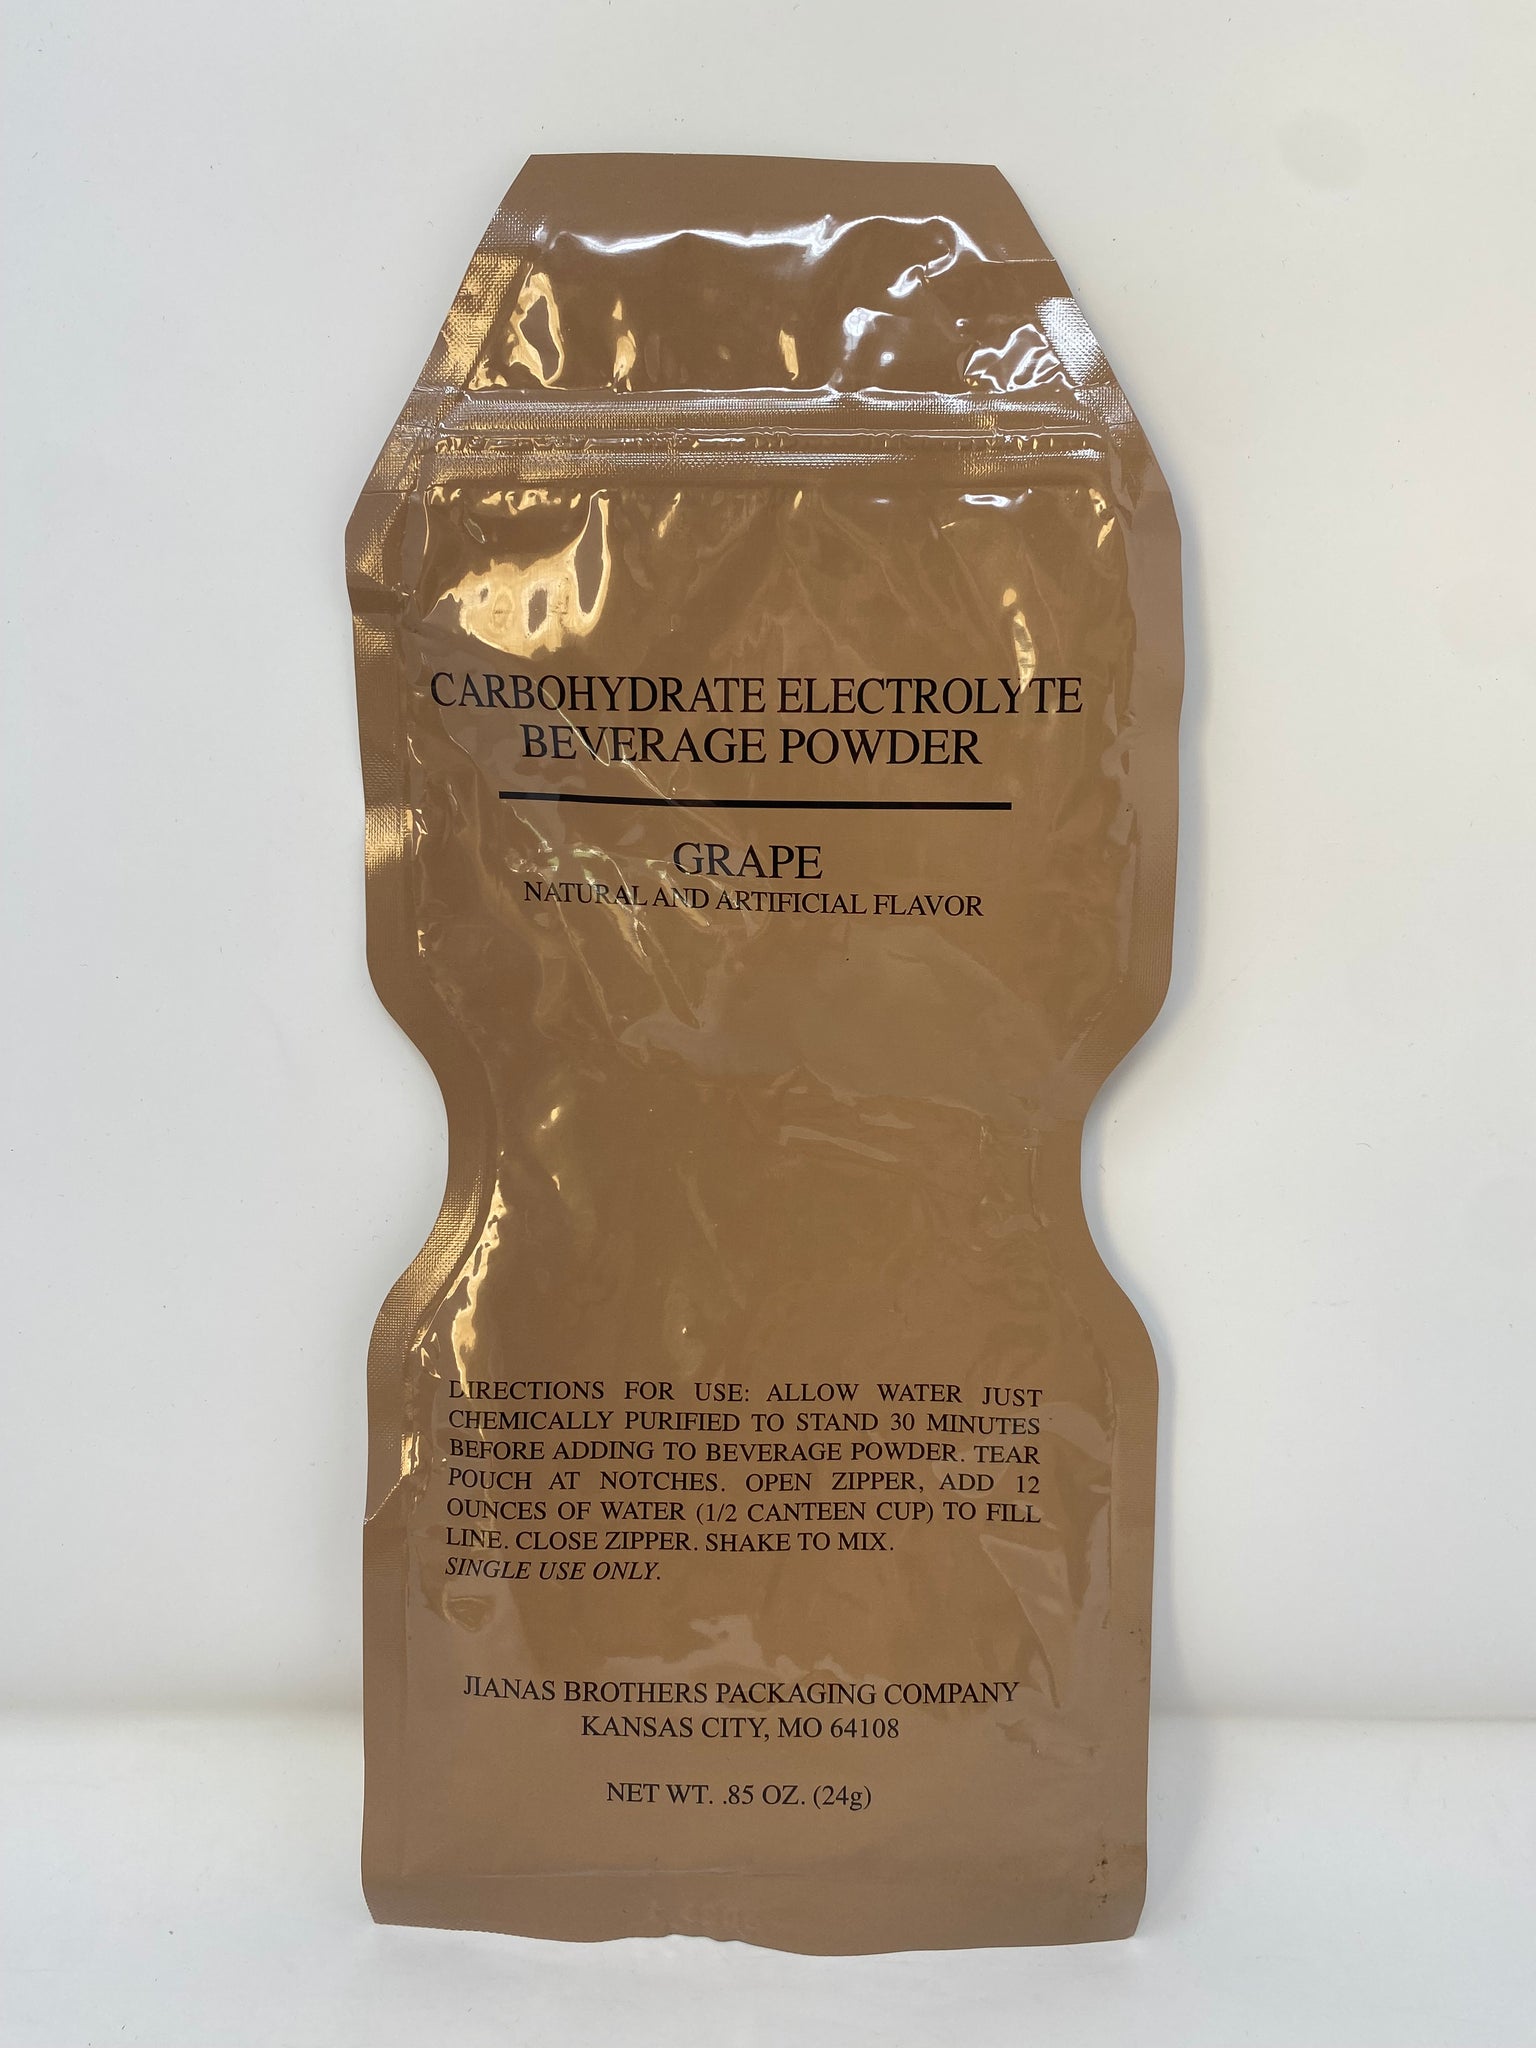 CARBOHYDRATE ELECTROLYTE
BEVERAGE POWDER
GRAPE
NATURAL AND ARTIFICIAL FLAVOR
DIRECTIONS FOR USE: ALLOW WATER JUST
CHEMICALLY PURIFIED TO STAND 30 MINUTES
BEFORE ADDING TO BEVERAGE POWDER. TEAR
POUCH AT NOTCHES. OPEN ZIPPER, ADD 12
OUNCES OF WATER (1/2 CANTEEN CUP) TO FILL
LINE. CLOSE ZIPPER. SHAKE TO MIX.
SINGLE USE ONLY.
JIANAS BROTHERS PACKAGING COMPANY
KANSAS CITY, MO 64108
NET WT. .85 OZ. (24g)